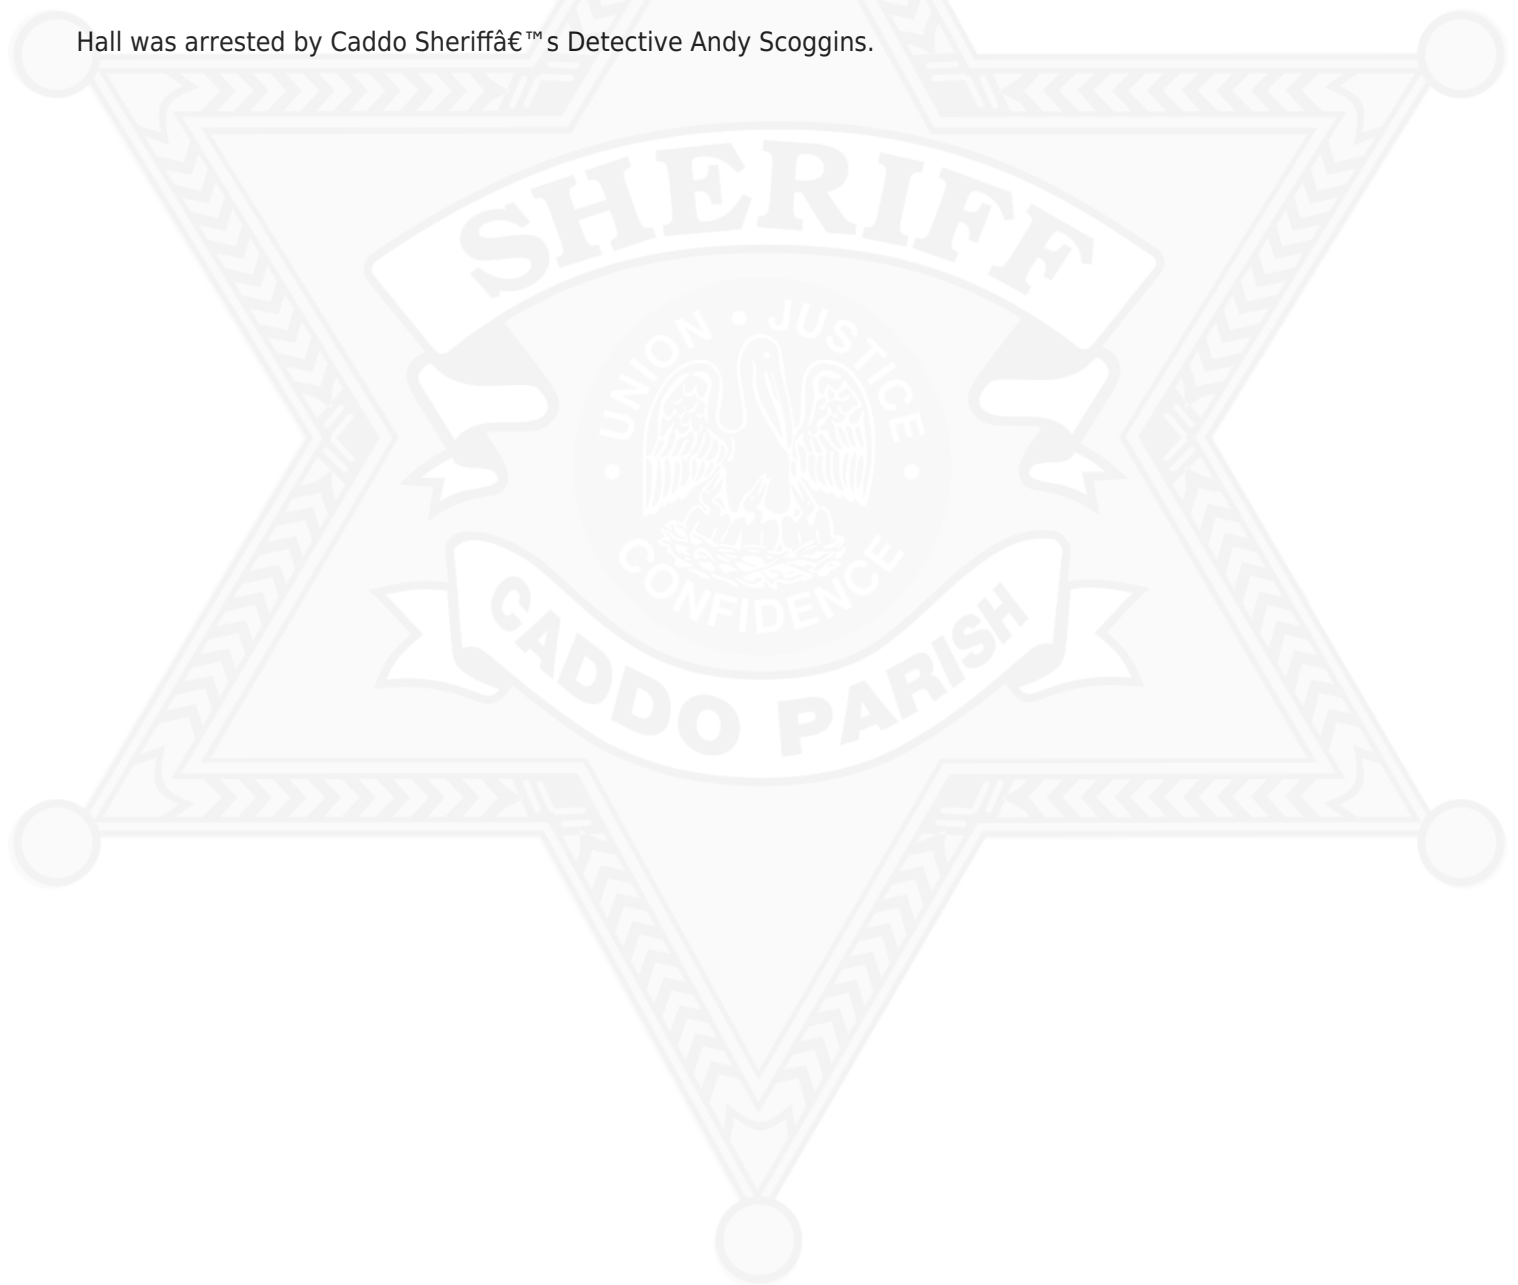 Hall was arrested by Caddo Sheriffâ€™s Detective Andy Scoggins.
SHERIFF
UNION • JUSTICE
• CONFIDENCE •
CADDO PARISH